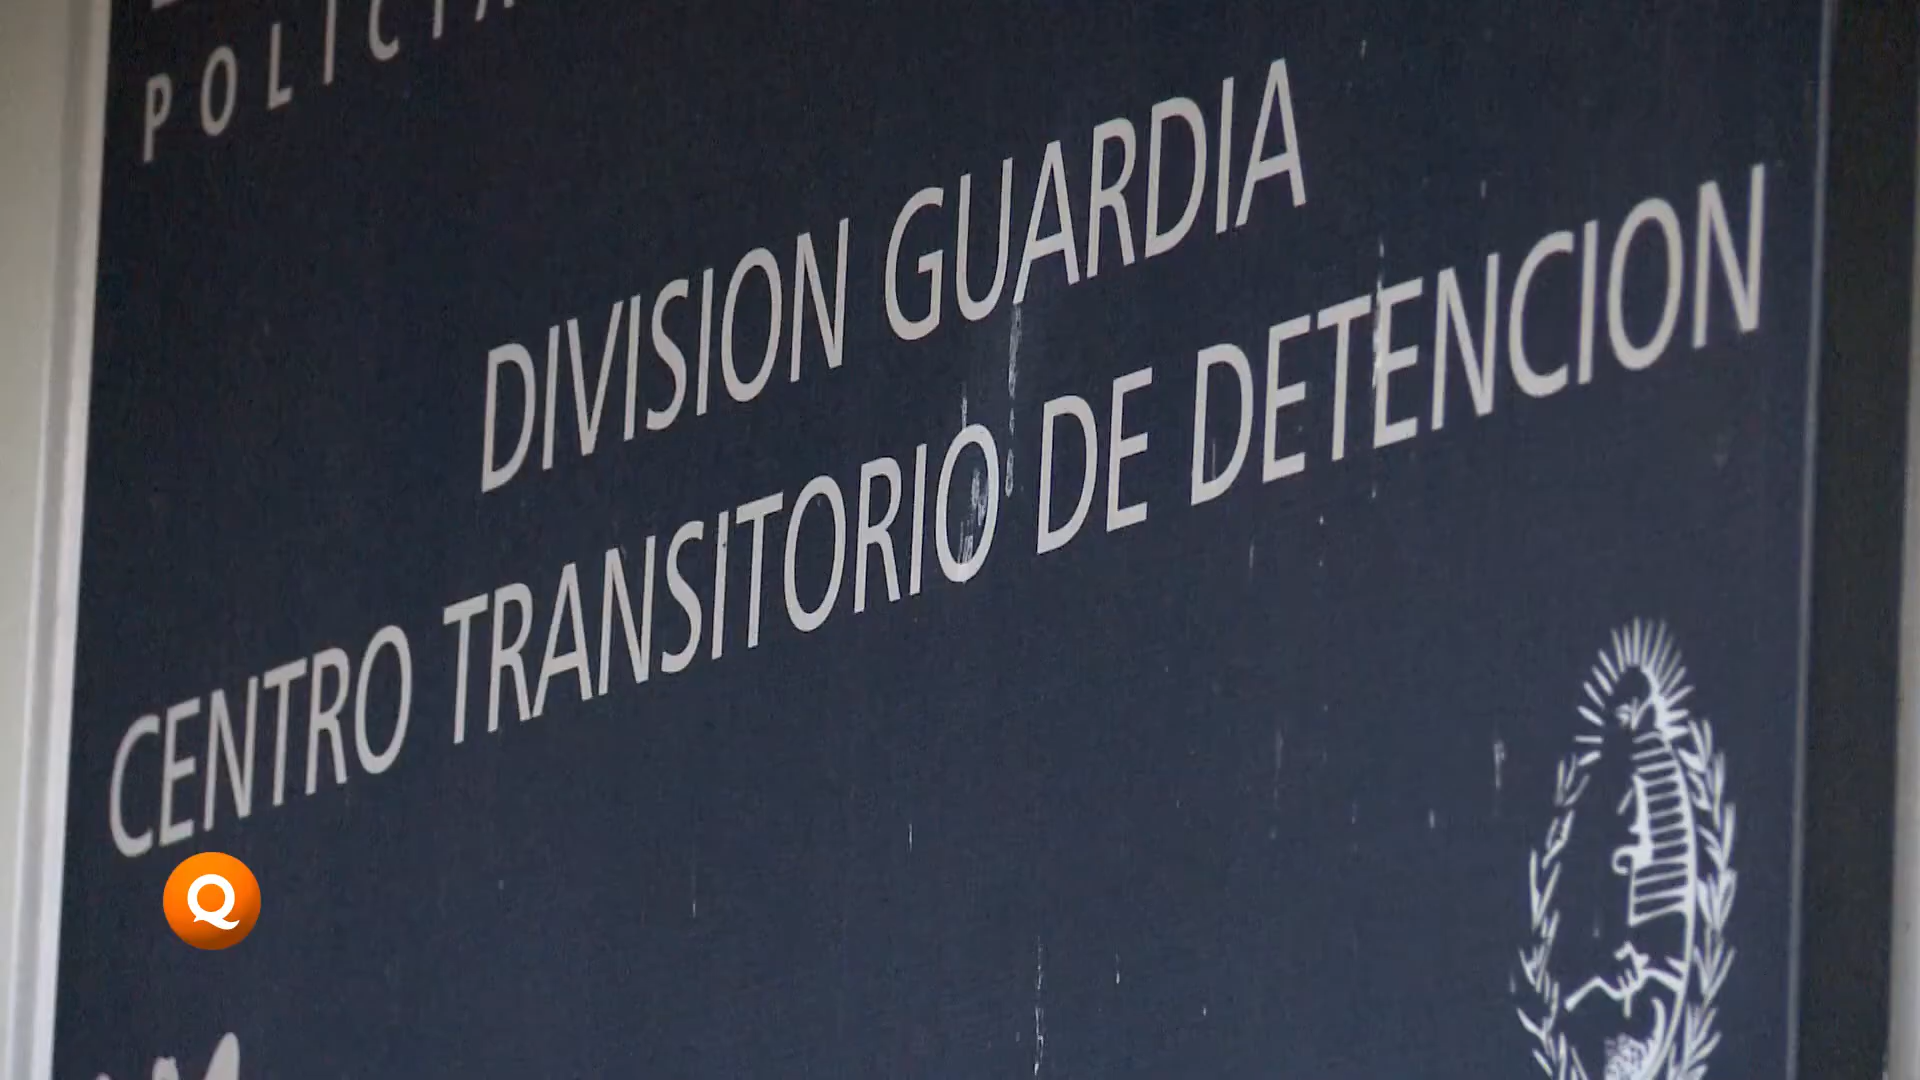 POLICIA
DIVISION GUARDIA
CENTRO TRANSITORIO DE DETENCION
Q